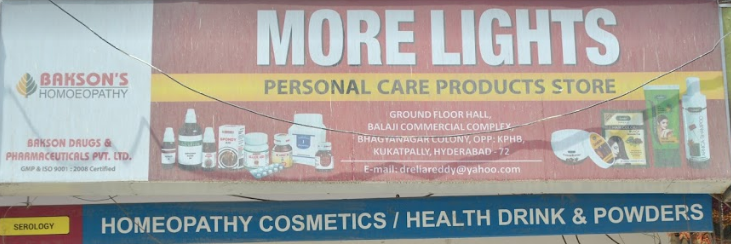 BAKSON'S
HOMOEOPATHY
BAKSON DRUGS &
PHARMACEUTICALS PVT. LTD.
GMP & ISO 9001 : 2008 Certified
MORE LIGHTS
PERSONAL CARE PRODUCTS STORE
GROUND FLOOR HALL,
BALAJI COMMERCIAL COMPLEX,
BHAGYANAGAR COLONY, OPP: KPHB,
KUKATPALLY, HYDERABAD - 72
E-mail: dreliareddy@yahoo.com
SEROLOGY
HOMEOPATHY COSMETICS / HEALTH DRINK & POWDERS